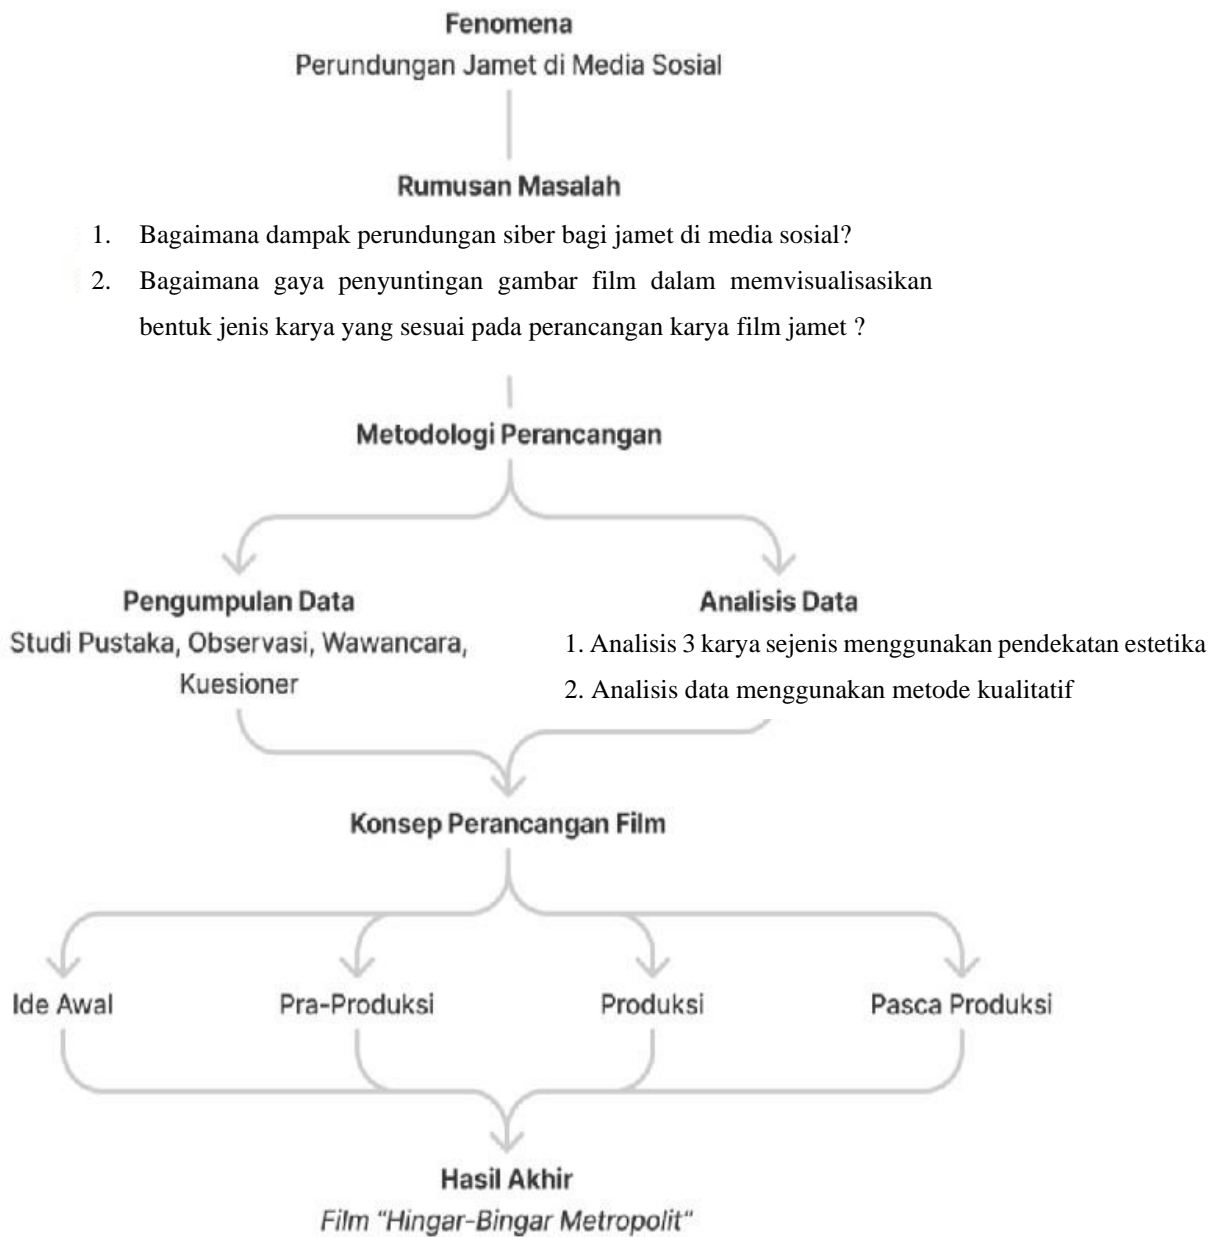 Fenomena
Perundungan Jamet di Media Sosial
Rumusan Masalah
1. Bagaimana dampak perundungan siber bagi jamet di media sosial?
2. Bagaimana gaya penyuntingan gambar film dalam memvisualisasikan
bentuk jenis karya yang sesuai pada perancangan karya film jamet ?
Metodologi Perancangan
Pengumpulan Data
Studi Pustaka, Observasi, Wawancara,
Kuesioner
Analisis Data
1. Analisis 3 karya sejenis menggunakan pendekatan estetika
2. Analisis data menggunakan metode kualitatif
Konsep Perancangan Film
Ide Awal
Pra-Produksi
Produksi
Pasca Produksi
Hasil Akhir
Film "Hingar-Bingar Metropolit"